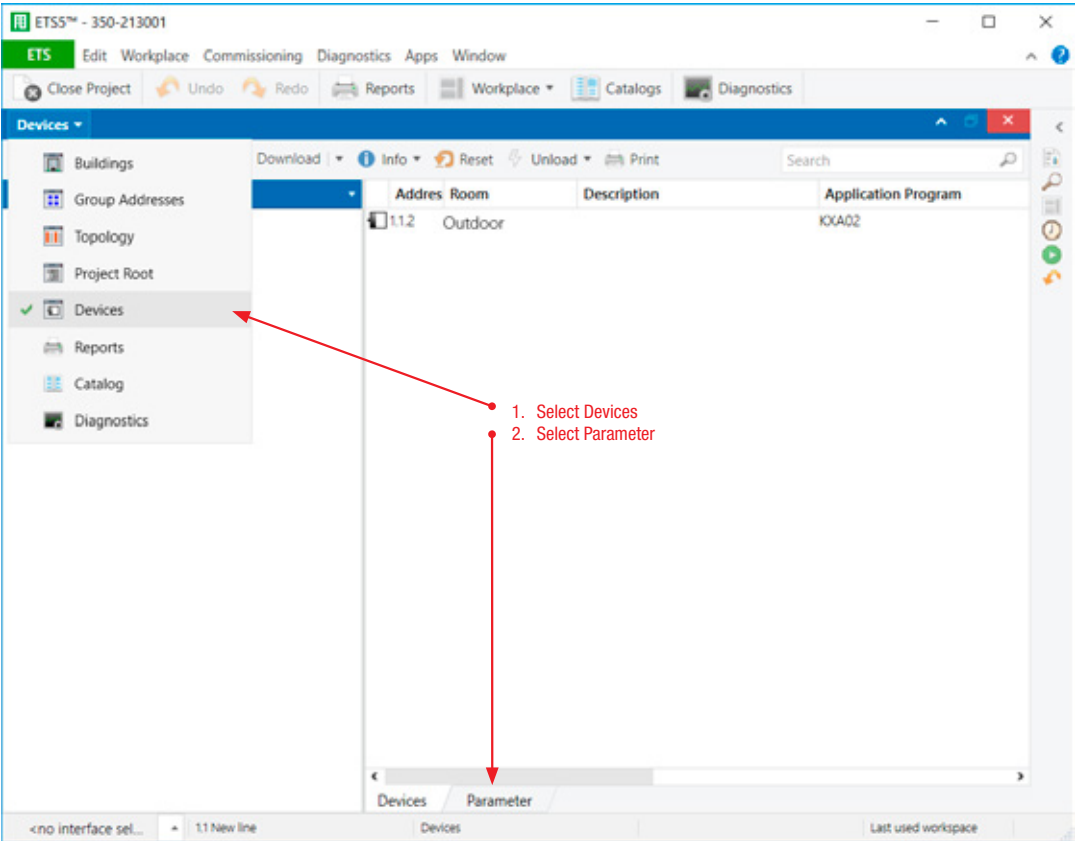 ETS5™ - 350-213001
ETS Edit Workplace Commissioning Diagnostics Apps Window
Close Project Undo Redo Reports Workplace Catalogs Diagnostics
Devices
Download Info Reset Unload Print Search
Buildings
Group Addresses
Topology
Project Root
Devices
Reports
Catalog
Diagnostics
Addres Room Description Application Program
1.1.2 Outdoor KXA02
1. Select Devices
2. Select Parameter
Devices Parameter
<no interface sel... 1.1 New line Devices Last used workspace